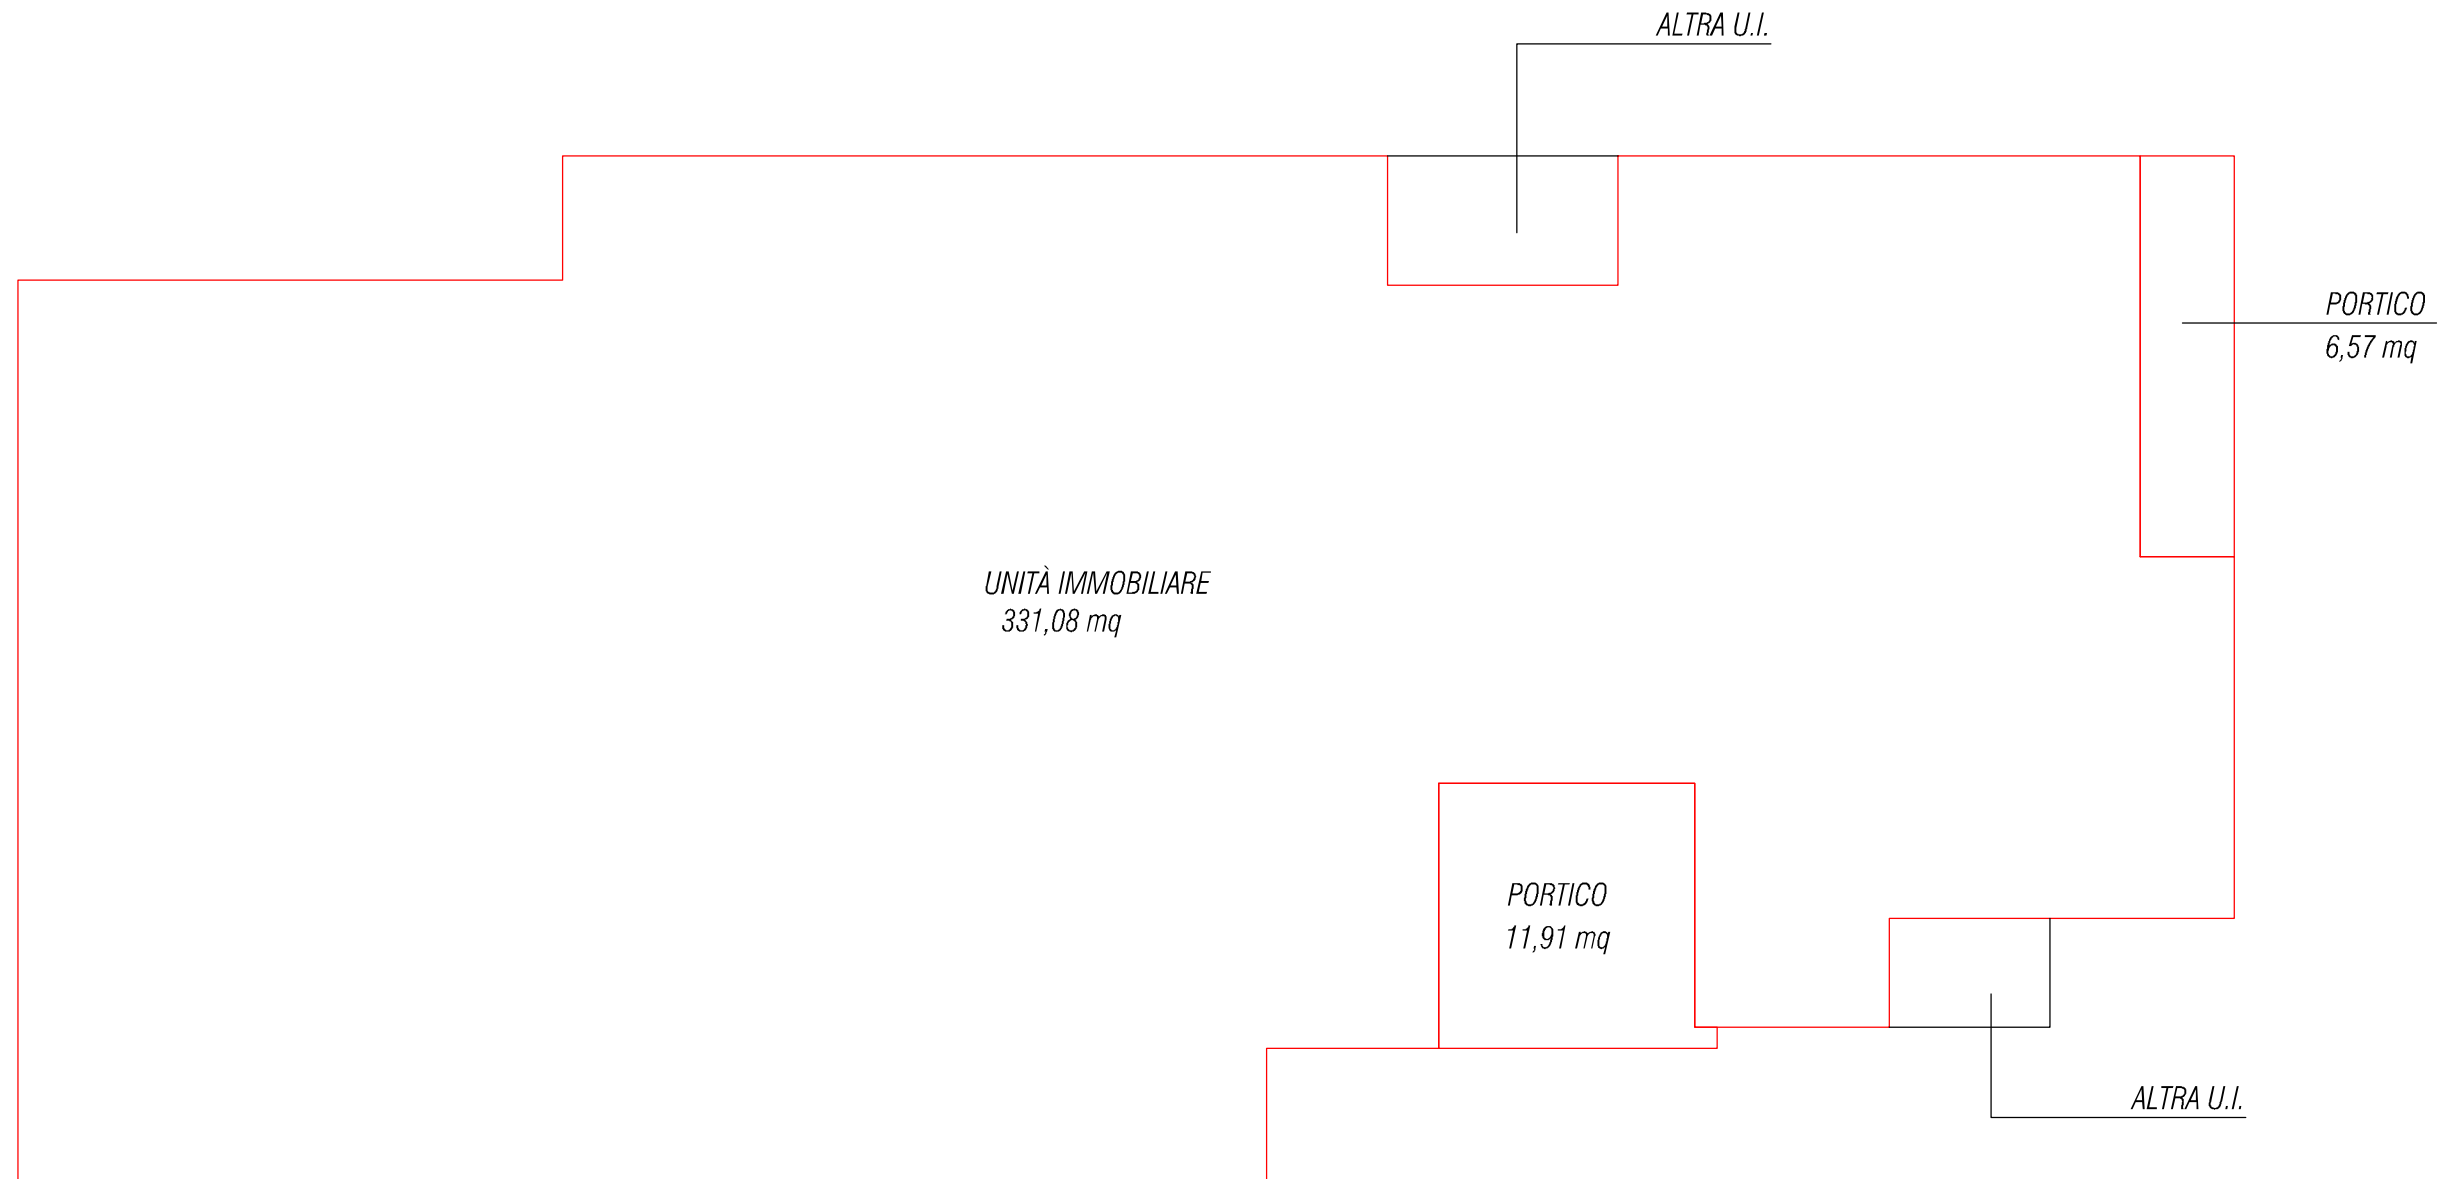 ALTRA U.I.
PORTICO
6,57 mq
UNITÀ IMMOBILIARE
331,08 mq
PORTICO
11,91 mq
ALTRA U.I.